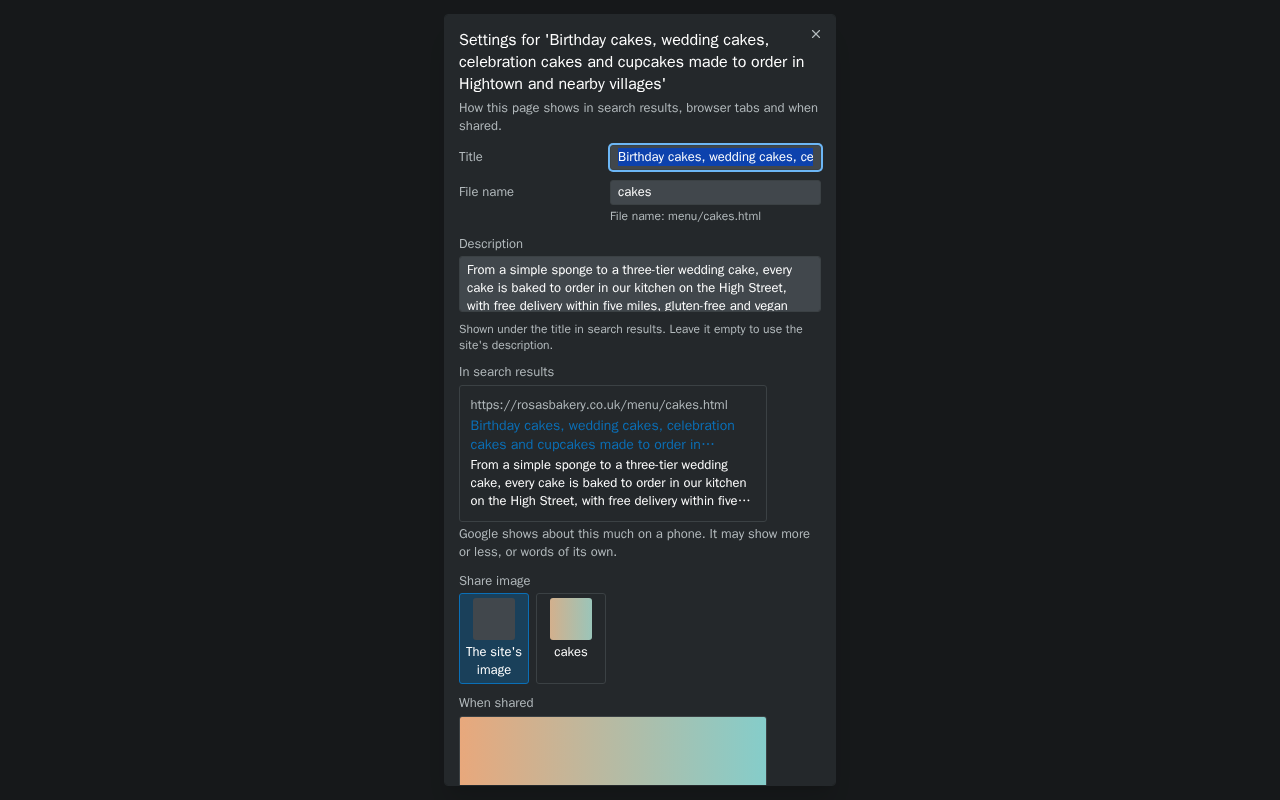 Settings for 'Birthday cakes, wedding cakes,
celebration cakes and cupcakes made to order in
Hightown and nearby villages'
How this page shows in search results, browser tabs and when
shared.
Title
Birthday cakes, wedding cakes, ce
File name
cakes
File name: menu/cakes.html
Description
From a simple sponge to a three-tier wedding cake, every
cake is baked to order in our kitchen on the High Street,
with free delivery within five miles, gluten-free and vegan
Shown under the title in search results. Leave it empty to use the
site's description.
In search results
https://rosasbakery.co.uk/menu/cakes.html
Birthday cakes, wedding cakes, celebration
cakes and cupcakes made to order in…
From a simple sponge to a three-tier wedding
cake, every cake is baked to order in our kitchen
on the High Street, with free delivery within five…
Google shows about this much on a phone. It may show more
or less, or words of its own.
Share image
The site's
image
cakes
When shared